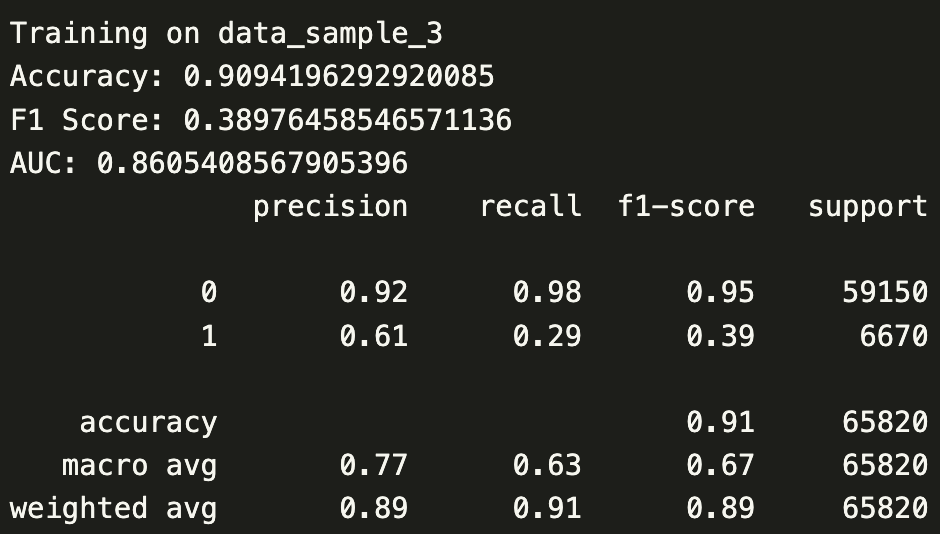 Training on data_sample_3
Accuracy: 0.9094196292920085
F1 Score: 0.38976458546571136
AUC: 0.8605408567905396
precision recall f1-score support
0 0.92 0.98 0.95 59150
1 0.61 0.29 0.39 6670
accuracy 0.91 65820
macro avg 0.77 0.63 0.67 65820
weighted avg 0.89 0.91 0.89 65820